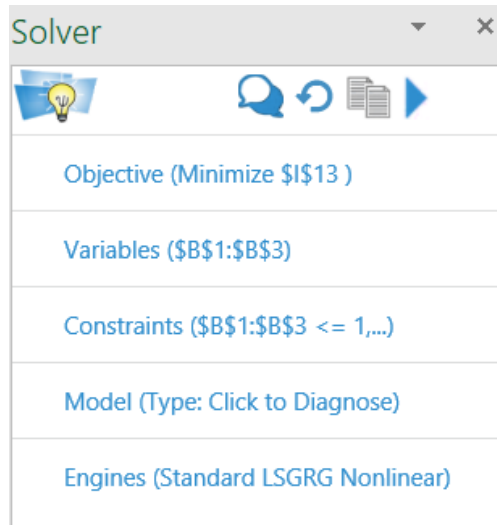 Solver
Objective (Minimize $I$13 )
Variables ($B$1:$B$3)
Constraints ($B$1:$B$3 <= 1,...)
Model (Type: Click to Diagnose)
Engines (Standard LSGRG Nonlinear)